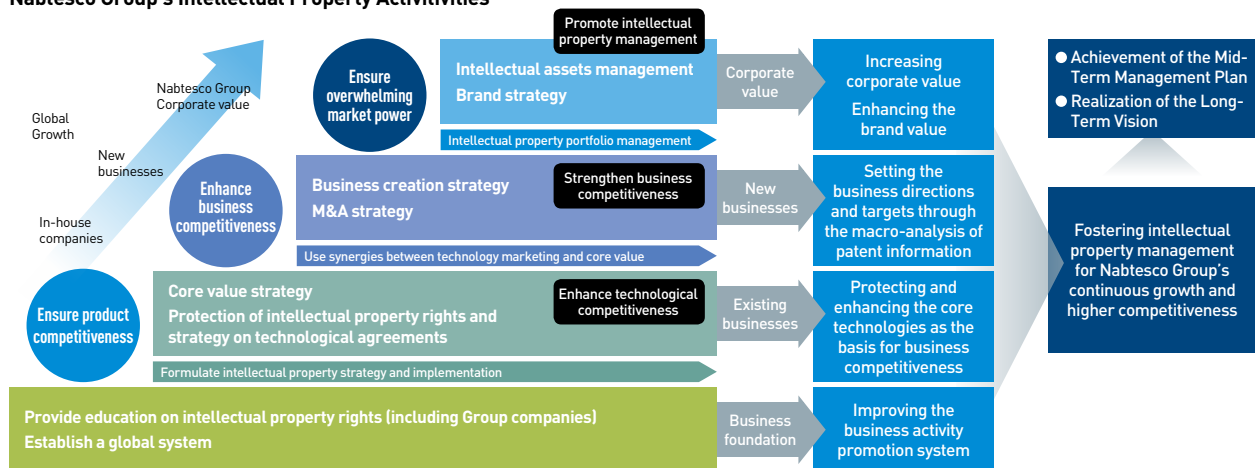 Nabtesco Group's Intellectual Property Activitivities
Promote intellectual
property management
Nabtesco Group
Corporate value
Global
Growth
New
businesses
In-house
companies
Ensure
overwhelming
market power
Intellectual assets management
Brand strategy
Intellectual property portfolio management
Corporate
value
Increasing
corporate value
Enhancing the
brand value
● Achievement of the Mid-
Term Management Plan
● Realization of the Long-
Term Vision
Enhance
business
competitiveness
Business creation strategy
M&A strategy
Strengthen business
competitiveness
Use synergies between technology marketing and core value
New
businesses
Setting the
business directions
and targets through
the macro-analysis of
patent information
Fostering intellectual
property management
for Nabtesco Group's
continuous growth and
higher competitiveness
Ensure product
competitiveness
Core value strategy
Protection of intellectual property rights and
strategy on technological agreements
Enhance technological
competitiveness
Formulate intellectual property strategy and implementation
Existing
businesses
Protecting and
enhancing the core
technologies as the
basis for business
competitiveness
Provide education on intellectual property rights (including Group companies)
Establish a global system
Business
foundation
Improving the
business activity
promotion system